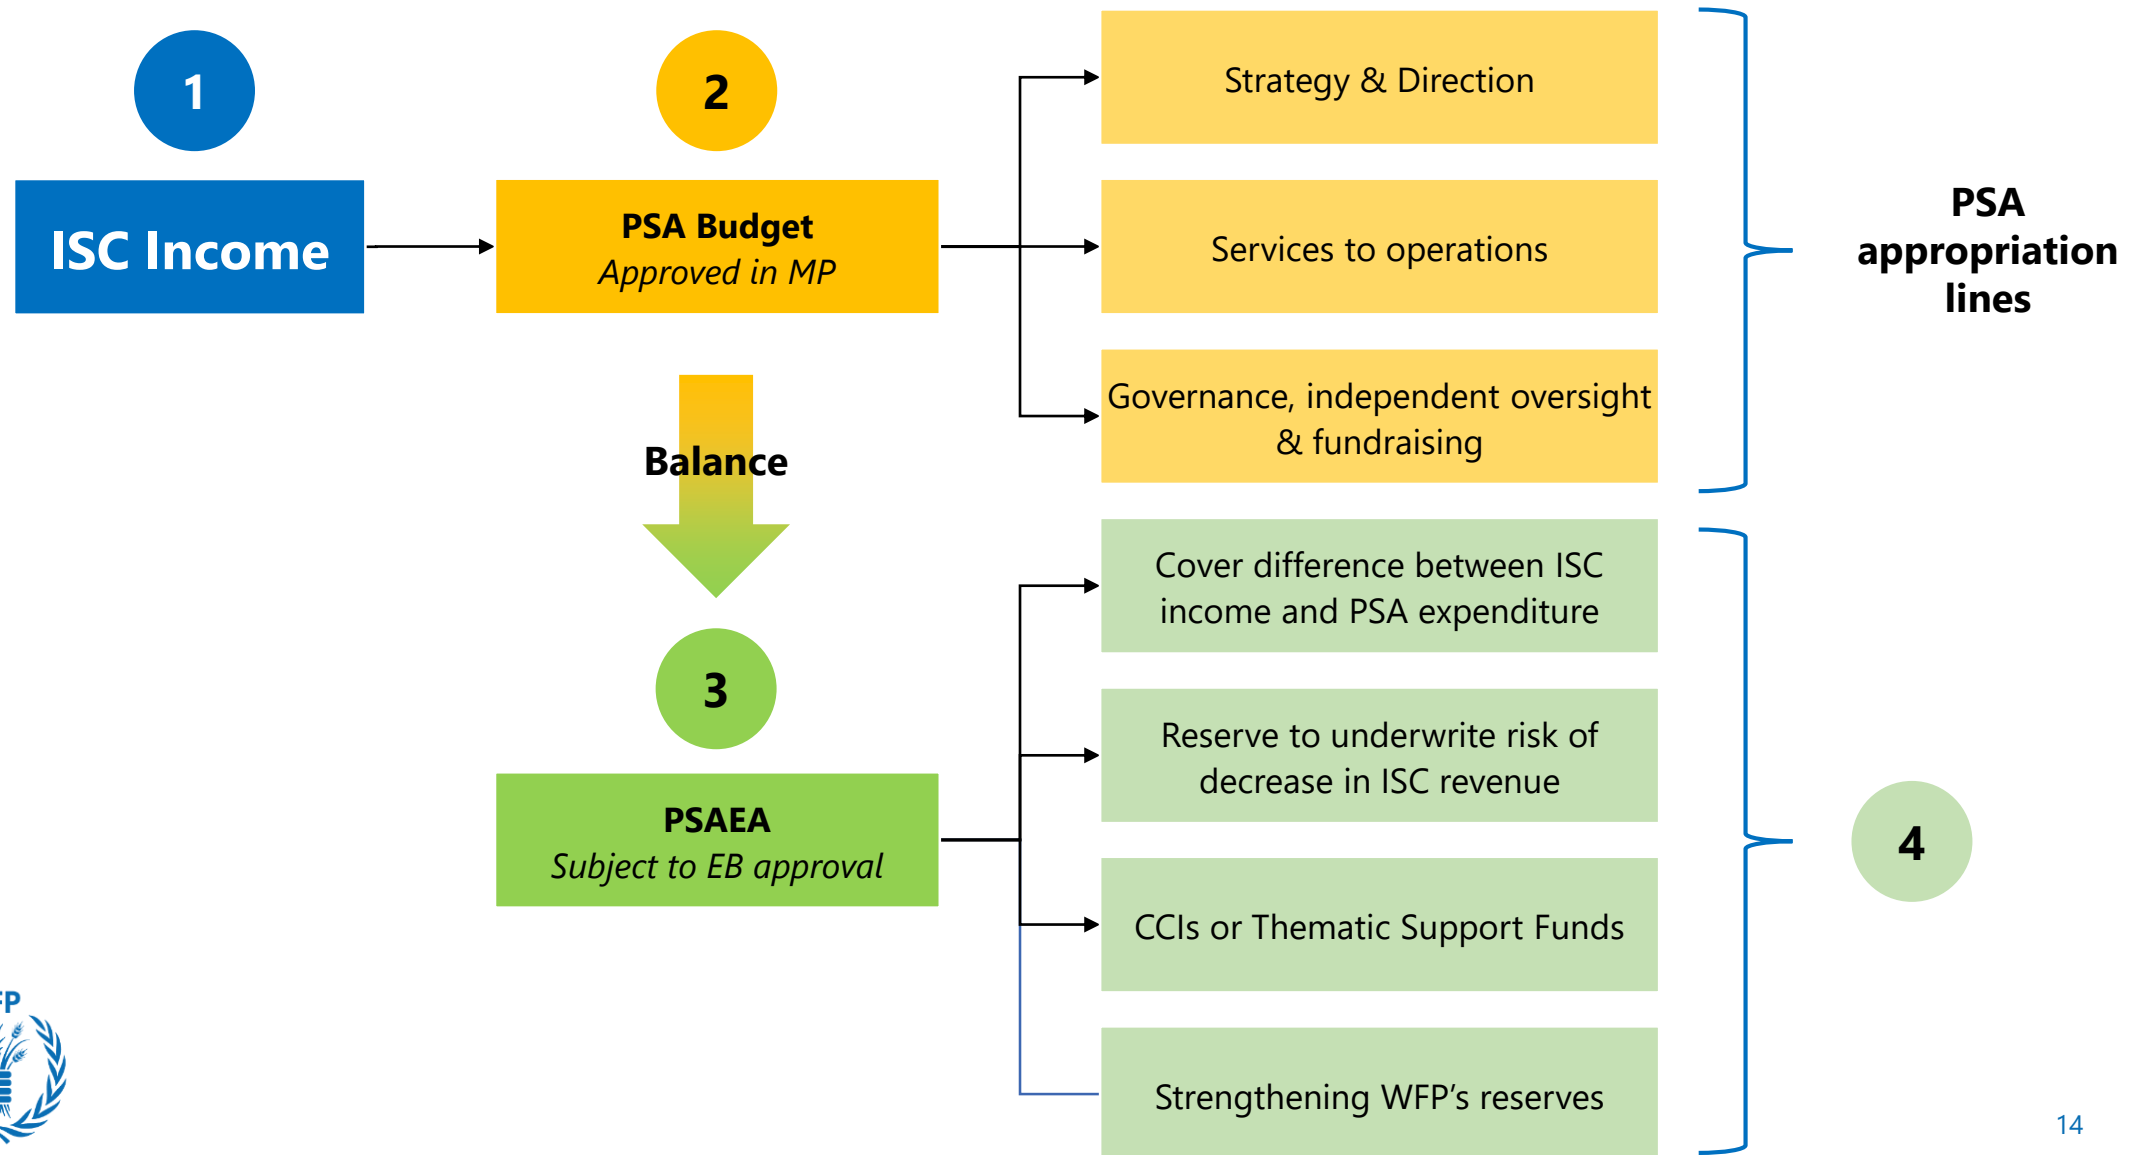 1
ISC Income
2
PSA Budget
Approved in MP
Strategy & Direction
Services to operations
Governance, independent oversight
& fundraising
PSA
appropriation
lines
Balance
3
PSAEA
Subject to EB approval
Cover difference between ISC
income and PSA expenditure
Reserve to underwrite risk of
decrease in ISC revenue
CCIs or Thematic Support Funds
Strengthening WFP's reserves
4
14